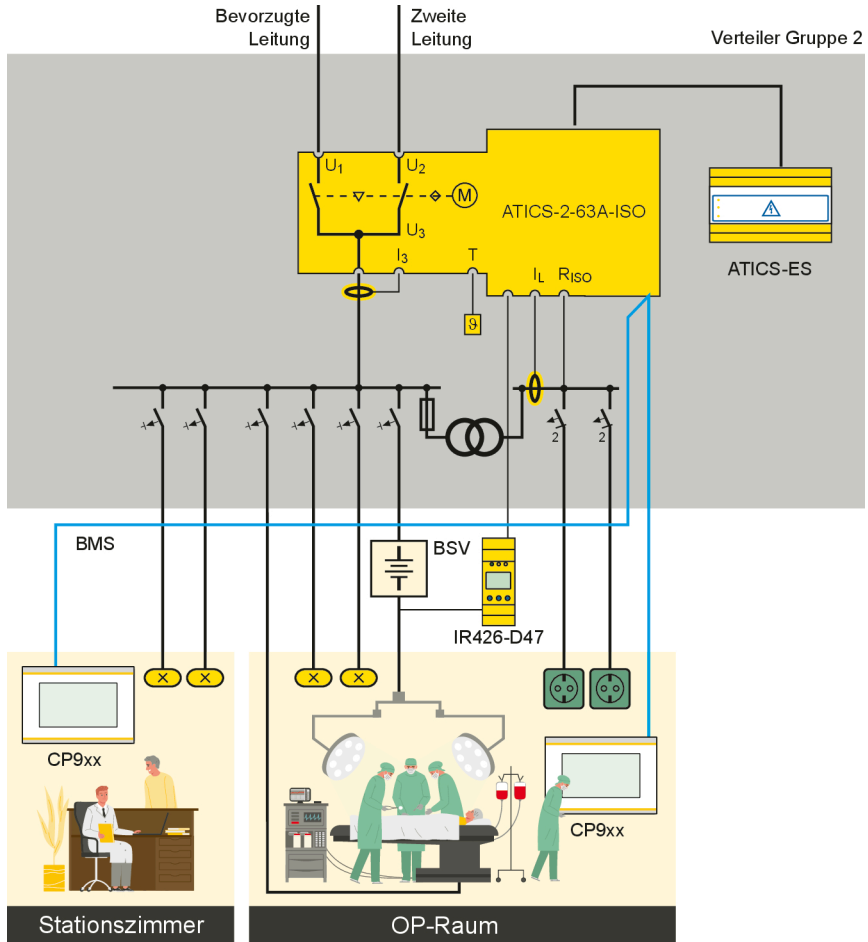 Bevorzugte
Leitung
Zweite
Leitung
Verteiler Gruppe 2
U1
U2
M
ATICS-2-63A-ISO
U3
I3
T
IL
RISO
ATICS-ES
ϑ
2
2
BMS
BSV
IR426-D47
CP9xx
CP9xx
Stationszimmer
OP-Raum